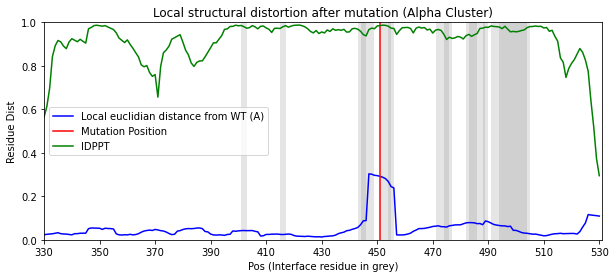 Local structural distortion after mutation (Alpha Cluster)
1.0
0.8
0.6
0.4
0.2
0.0
Residue Dist
Local euclidian distance from WT (A)
Mutation Position
IDPPT
330 350 370 390 410 430 451 470 490 510 530
Pos (Interface residue in grey)